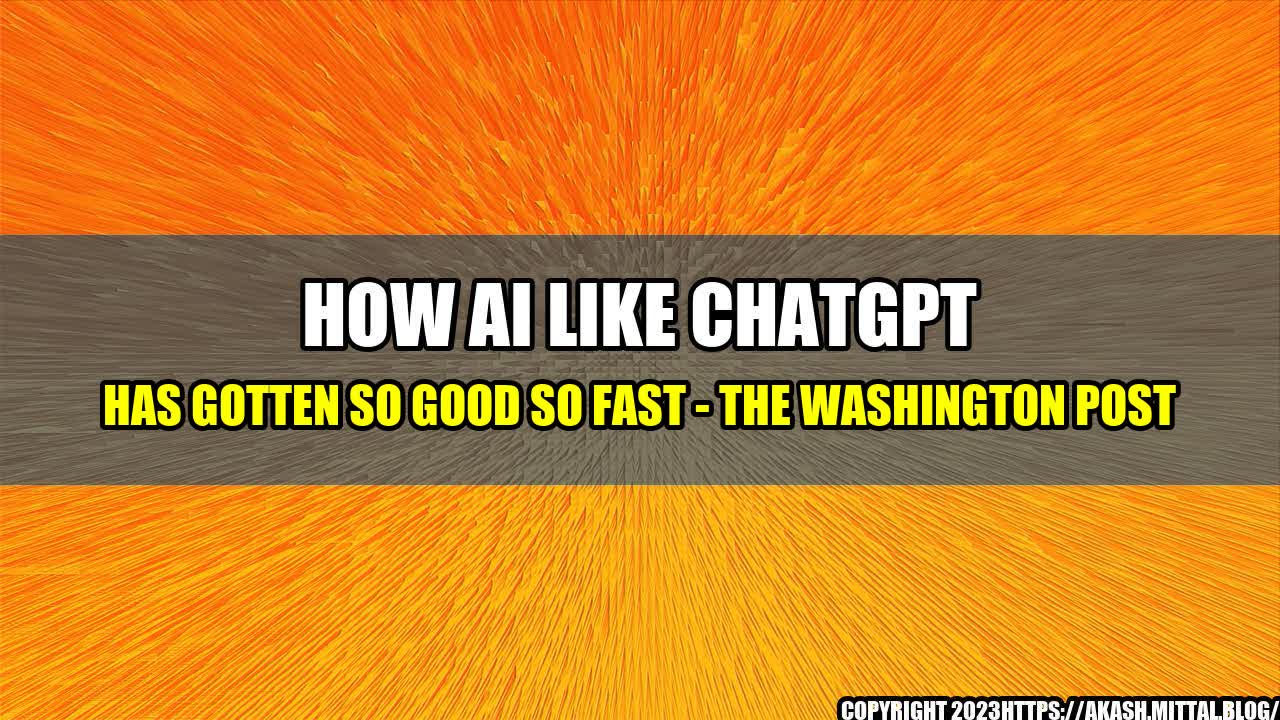 HOW AI LIKE CHATGPT
HAS GOTTEN SO GOOD SO FAST - THE WASHINGTON POST
COPYRIGHT 2023HTTPS://AKASH.MITTAL.BLOG/